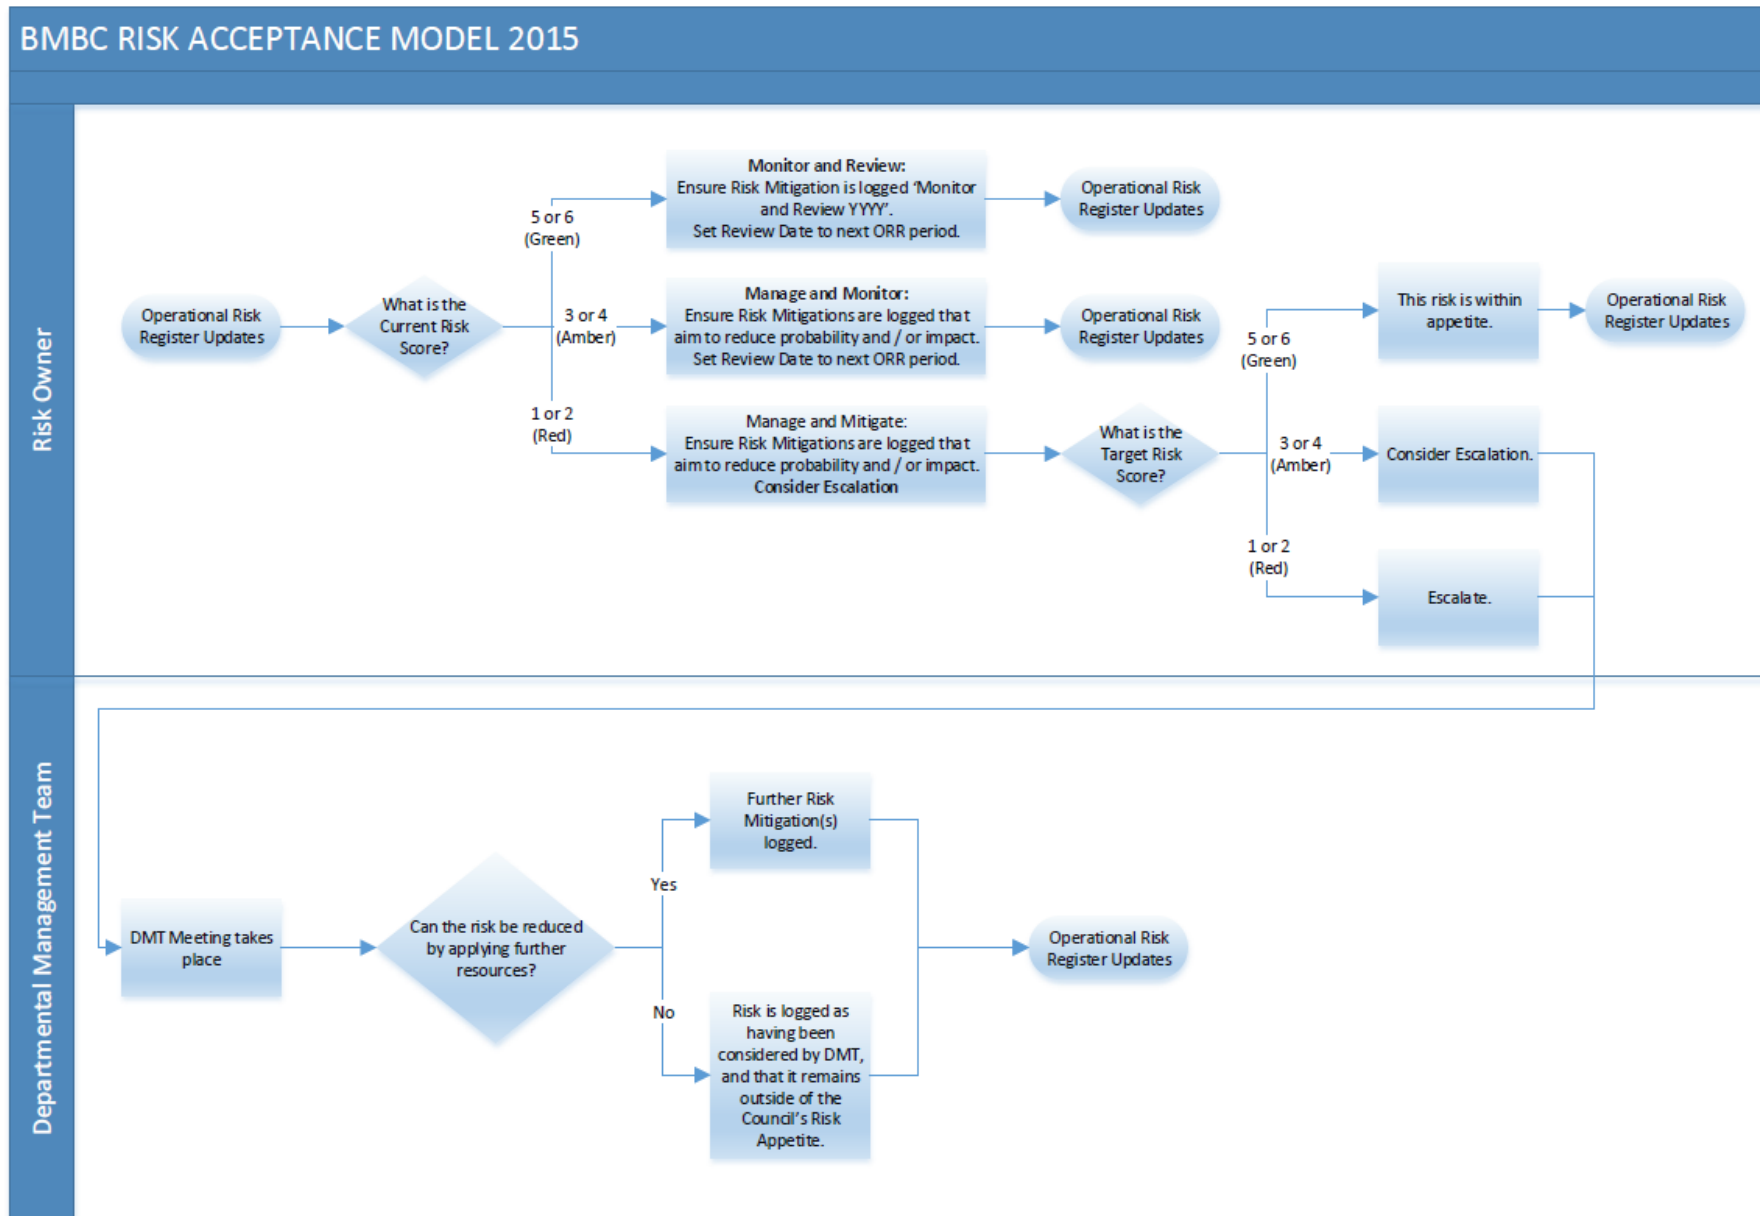 BMBC RISK ACCEPTANCE MODEL 2015
Risk Owner
Operational Risk
Register Updates
What is the
Current Risk
Score?
5 or 6
(Green)
3 or 4
(Amber)
1 or 2
(Red)
Monitor and Review:
Ensure Risk Mitigation is logged ‘Monitor
and Review YYYY’.
Set Review Date to next ORR period.
Operational Risk
Register Updates
Manage and Monitor:
Ensure Risk Mitigations are logged that
aim to reduce probability and / or impact.
Set Review Date to next ORR period.
Operational Risk
Register Updates
Manage and Mitigate:
Ensure Risk Mitigations are logged that
aim to reduce probability and / or impact.
Consider Escalation
What is the
Target Risk
Score?
5 or 6
(Green)
3 or 4
(Amber)
1 or 2
(Red)
This risk is within
appetite.
Operational Risk
Register Updates
Consider Escalation.
Escalate.
Departmental Management Team
DMT Meeting takes
place
Can the risk be reduced
by applying further
resources?
Yes
No
Further Risk
Mitigation(s)
logged.
Risk is logged as
having been
considered by DMT,
and that it remains
outside of the
Council’s Risk
Appetite.
Operational Risk
Register Updates